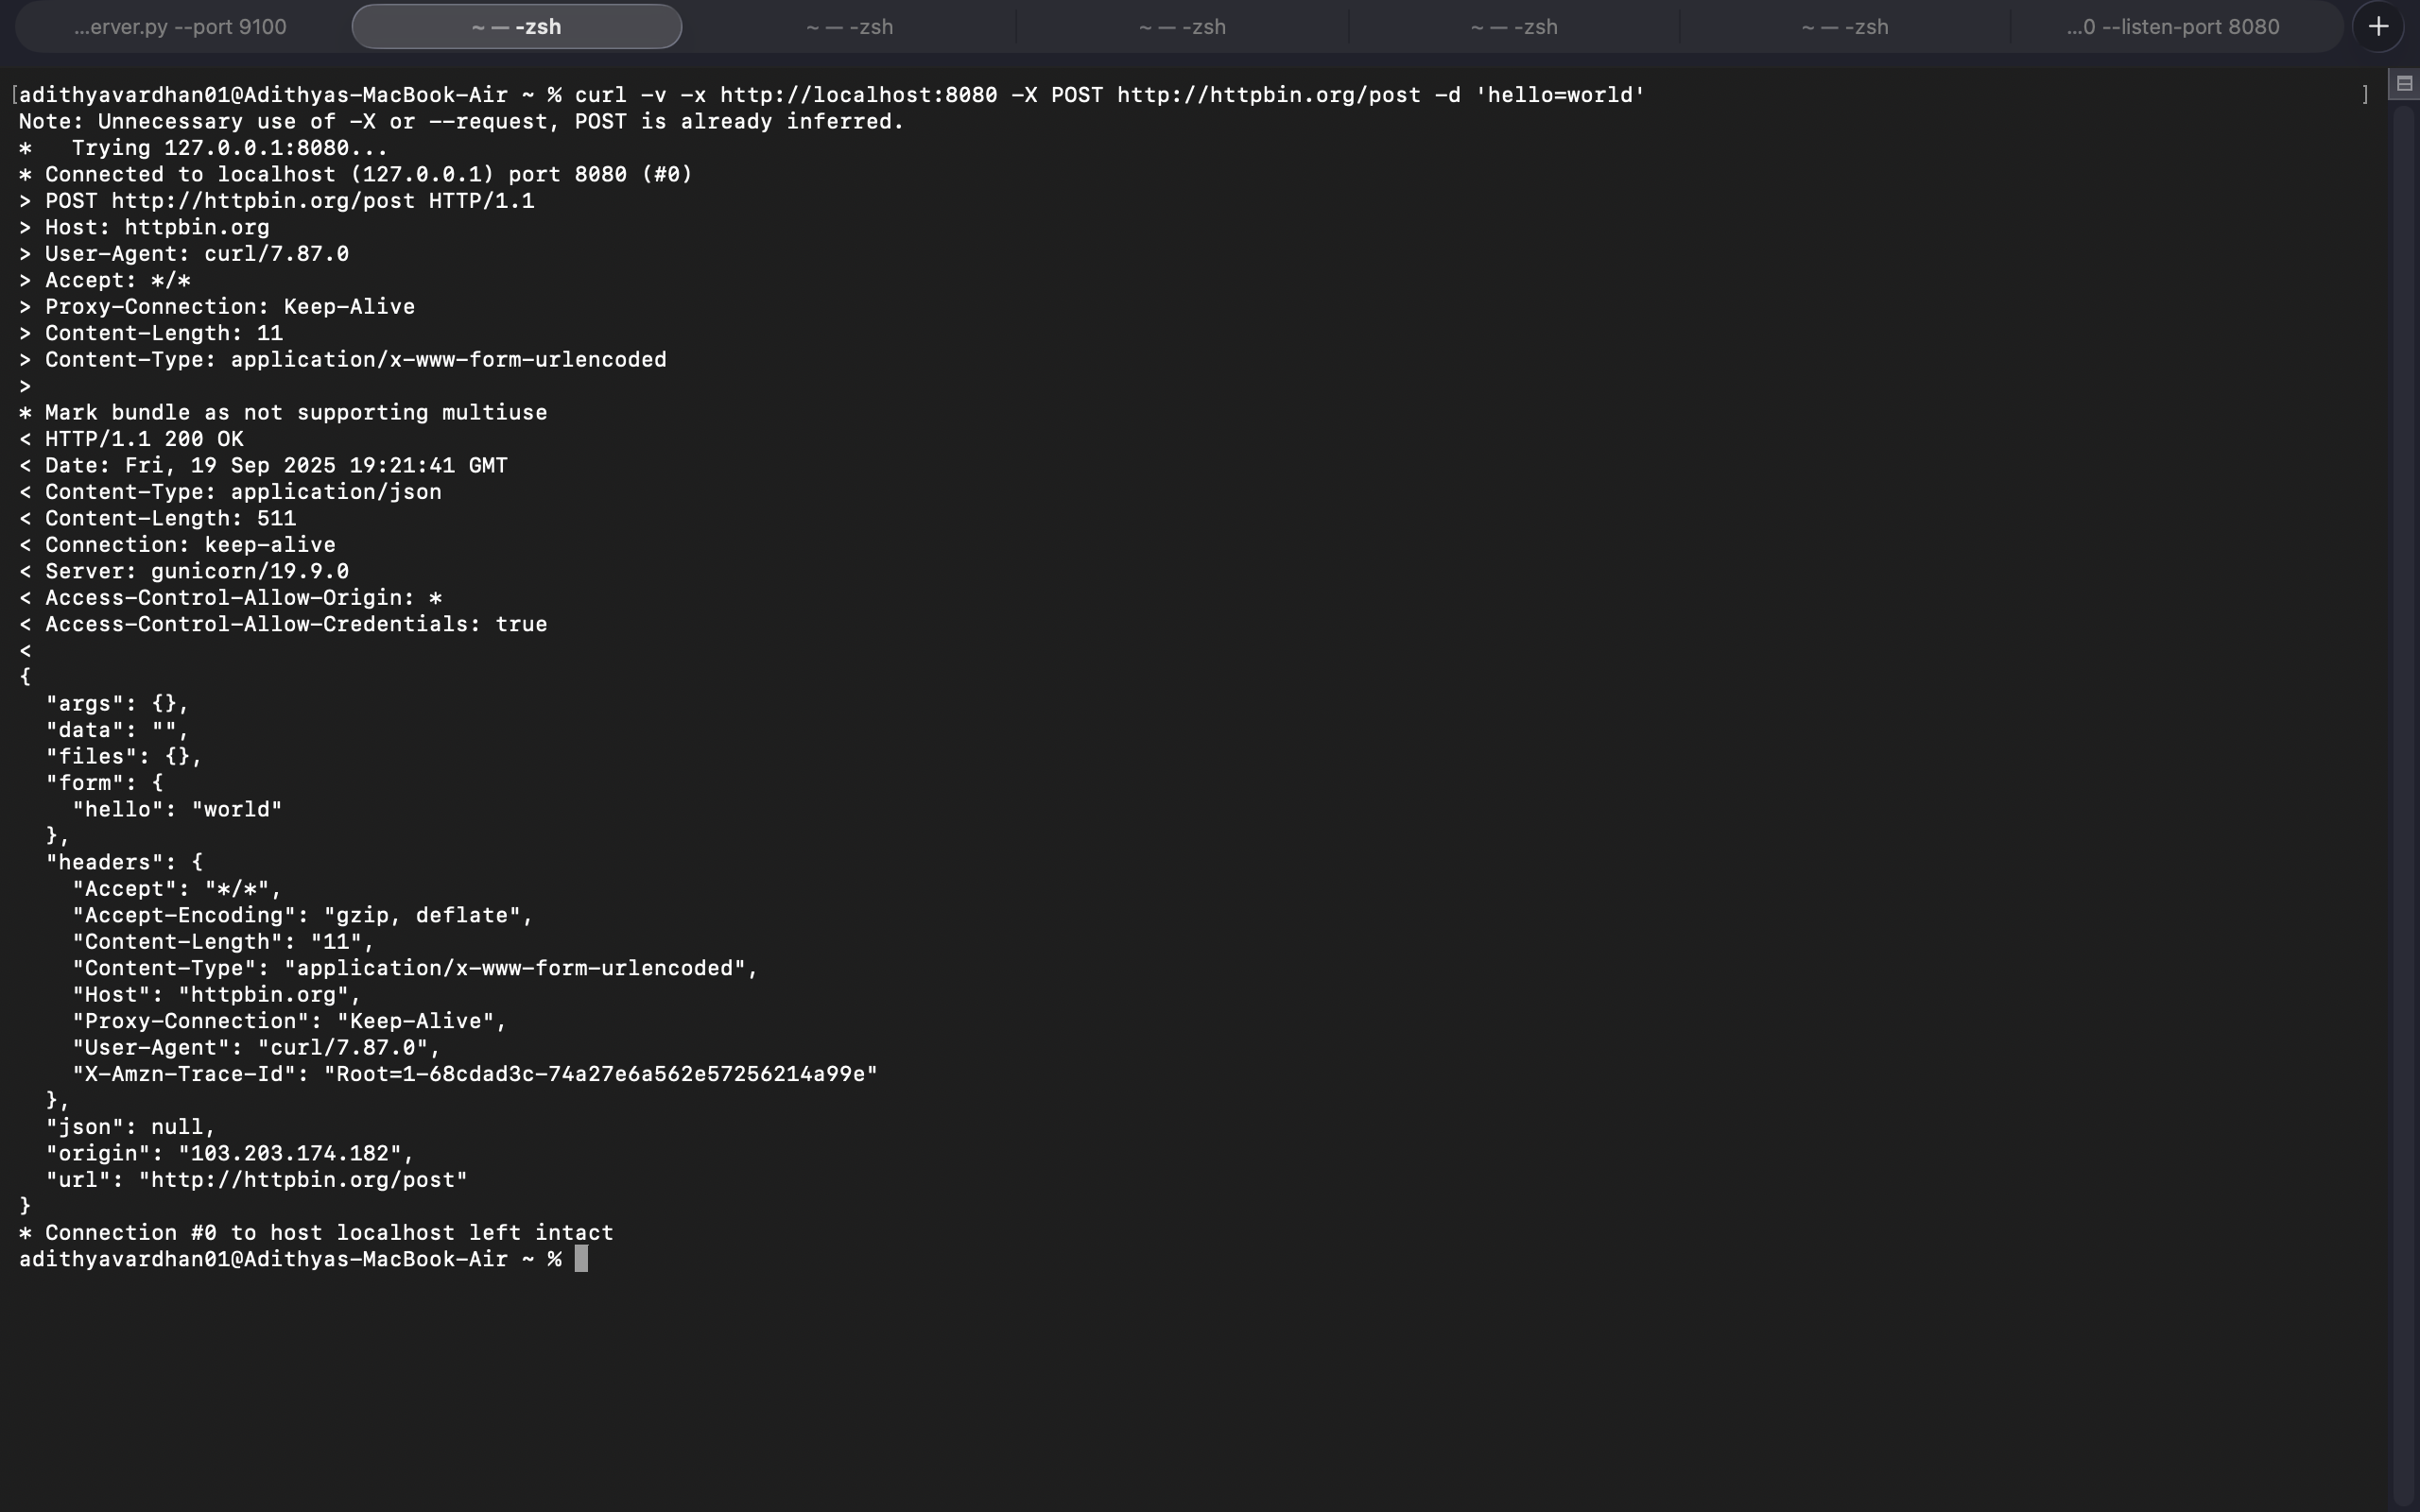 ...erver.py --port 9100
~ — -zsh
~ — -zsh
~ — -zsh
~ — -zsh
~ — -zsh
...0 --listen-port 8080
+
[adithyavardhan01@Adithyas-MacBook-Air ~ % curl -v -x http://localhost:8080 -X POST http://httpbin.org/post -d 'hello=world' ]
Note: Unnecessary use of -X or --request, POST is already inferred.
*   Trying 127.0.0.1:8080...
* Connected to localhost (127.0.0.1) port 8080 (#0)
> POST http://httpbin.org/post HTTP/1.1
> Host: httpbin.org
> User-Agent: curl/7.87.0
> Accept: */*
> Proxy-Connection: Keep-Alive
> Content-Length: 11
> Content-Type: application/x-www-form-urlencoded
>
* Mark bundle as not supporting multiuse
< HTTP/1.1 200 OK
< Date: Fri, 19 Sep 2025 19:21:41 GMT
< Content-Type: application/json
< Content-Length: 511
< Connection: keep-alive
< Server: gunicorn/19.9.0
< Access-Control-Allow-Origin: *
< Access-Control-Allow-Credentials: true
<
{
  "args": {},
  "data": "",
  "files": {},
  "form": {
    "hello": "world"
  },
  "headers": {
    "Accept": "*/*",
    "Accept-Encoding": "gzip, deflate",
    "Content-Length": "11",
    "Content-Type": "application/x-www-form-urlencoded",
    "Host": "httpbin.org",
    "Proxy-Connection": "Keep-Alive",
    "User-Agent": "curl/7.87.0",
    "X-Amzn-Trace-Id": "Root=1-68cdad3c-74a27e6a562e57256214a99e"
  },
  "json": null,
  "origin": "103.203.174.182",
  "url": "http://httpbin.org/post"
}
* Connection #0 to host localhost left intact
adithyavardhan01@Adithyas-MacBook-Air ~ %